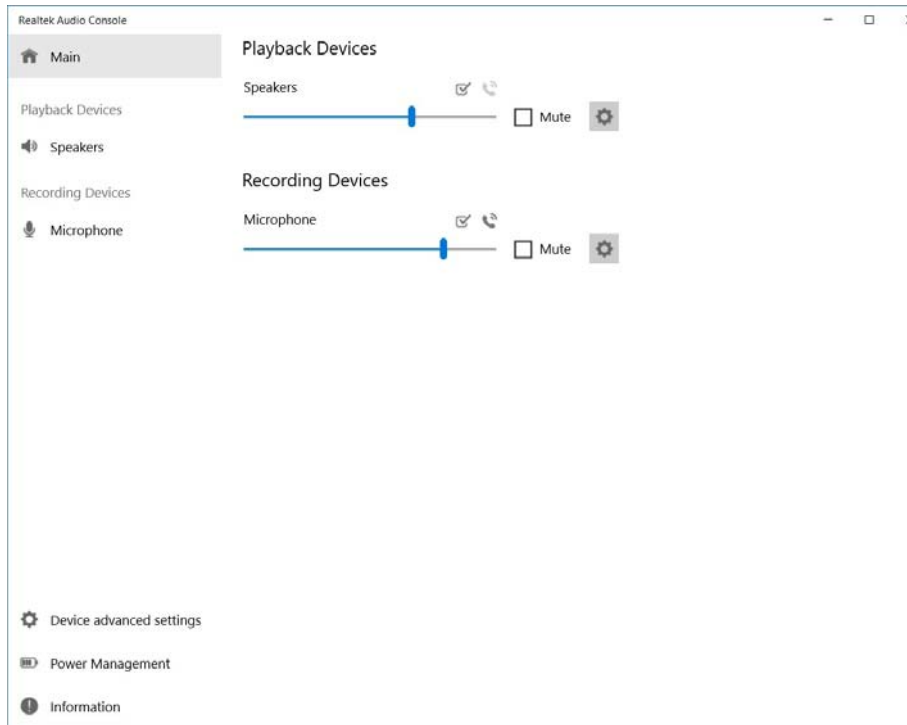 Realtek Audio Console
Main
Playback Devices
Speakers
Recording Devices
Microphone
Device advanced settings
Power Management
Information
Playback Devices
Speakers
Mute
Recording Devices
Microphone
Mute